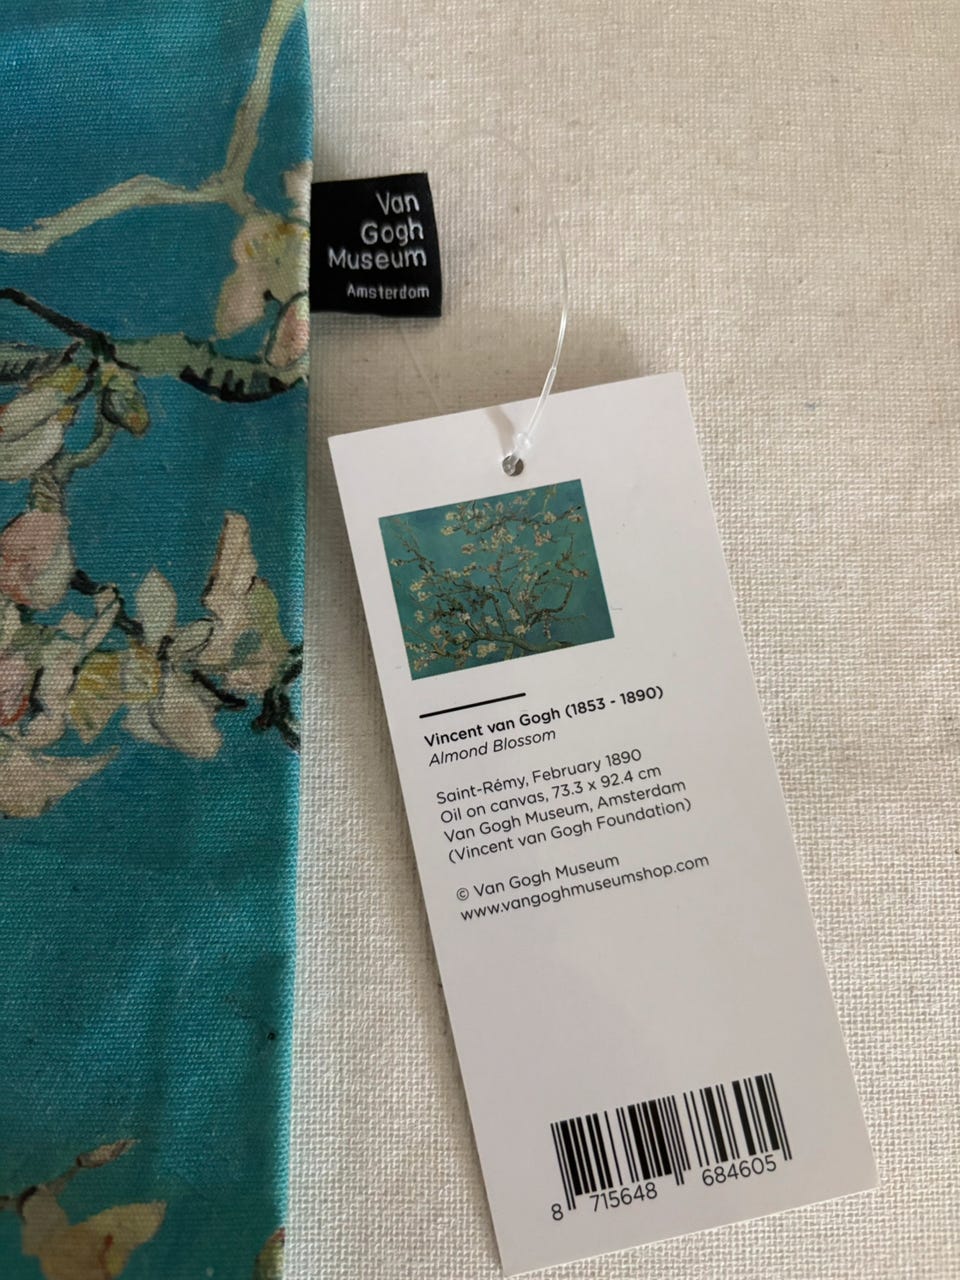 Van
Gogh
Museum
Amsterdam
Vincent van Gogh (1853 - 1890)
Almond Blossom
Saint-Rémy, February 1890
Oil on canvas, 73.3 x 92.4 cm
Van Gogh Museum, Amsterdam
(Vincent van Gogh Foundation)
© Van Gogh Museum
www.vangoghmuseumshop.com
8 715648 684605